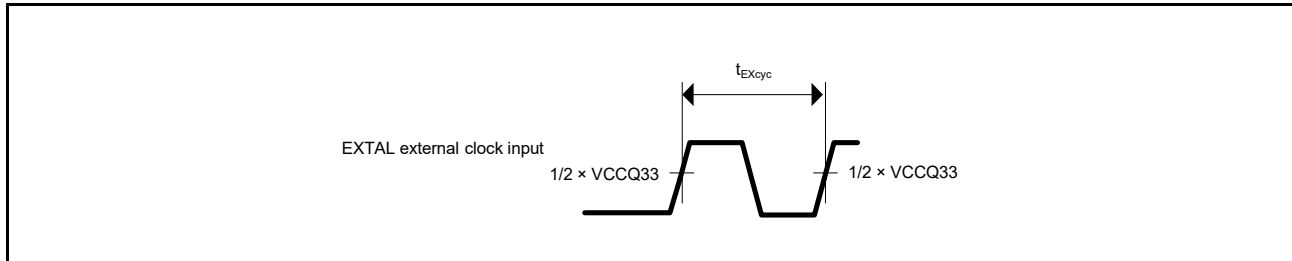 tEXcyc
EXTAL external clock input
1/2 × VCCQ33
1/2 × VCCQ33